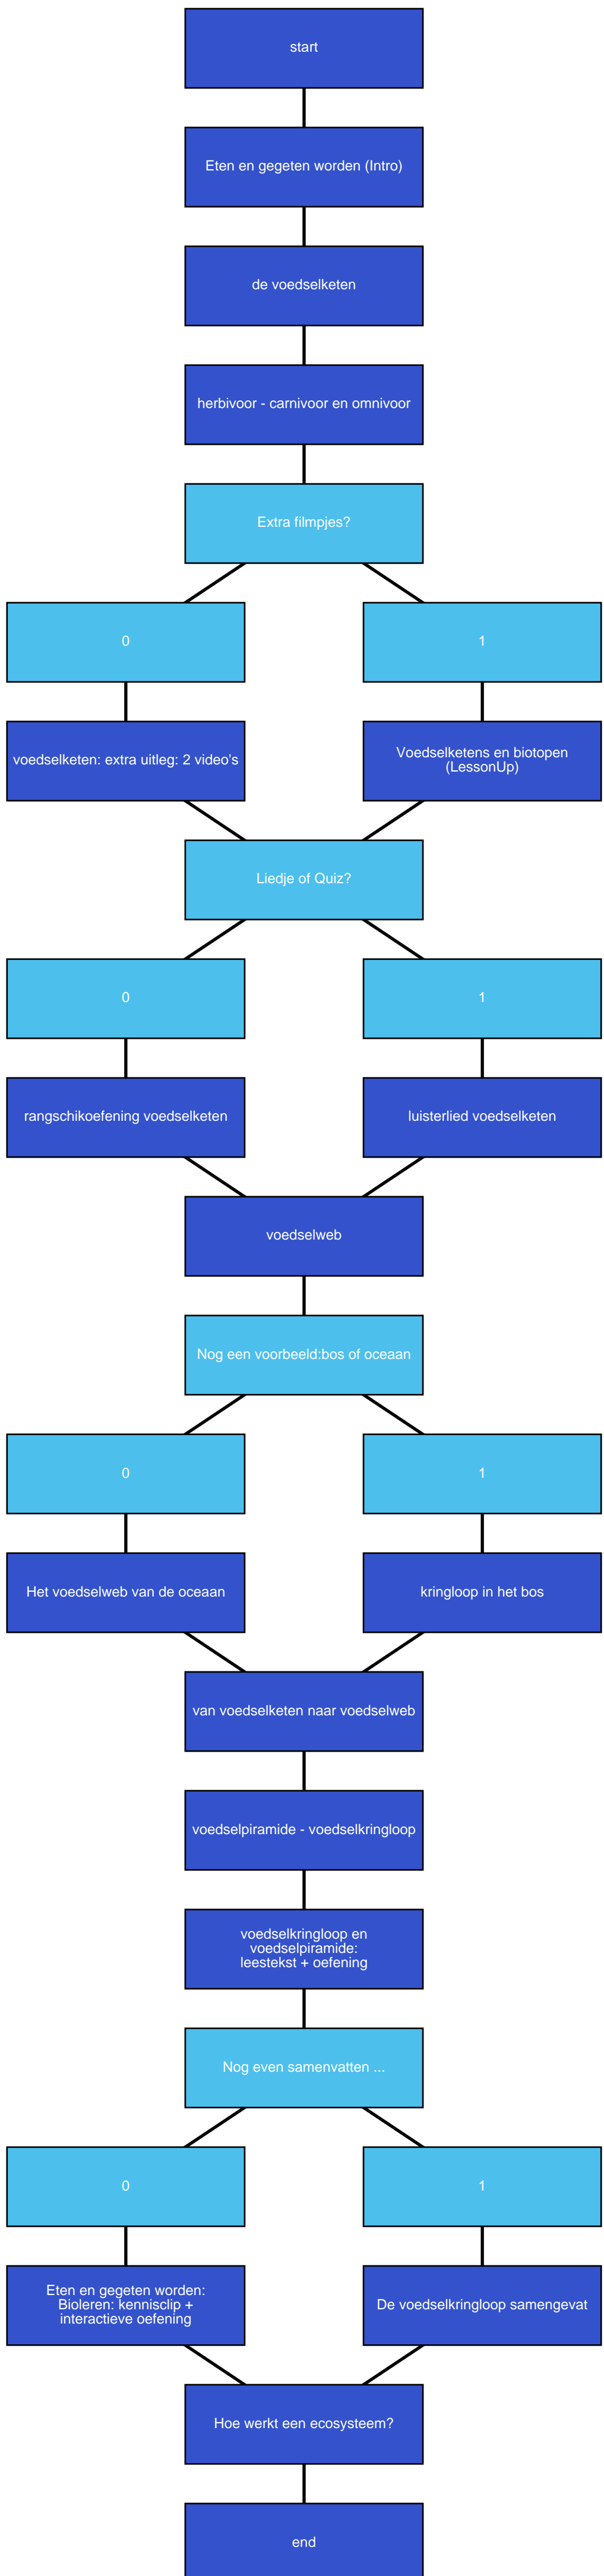 start
Eten en gegeten worden (Intro)
de voedselketen
herbivoor - carnivoor en omnivoor
Extra filmpjes?
0
1
voedselketen: extra uitleg: 2 video's
Voedselketens en biotopen
(LessonUp)
Liedje of Quiz?
0
1
rangschikoefening voedselketen
luisterlied voedselketen
voedselweb
Nog een voorbeeld:bos of oceaan
0
1
Het voedselweb van de oceaan
kringloop in het bos
van voedselketen naar voedselweb
voedselpiramide - voedselkringloop
voedselkringloop en
voedselpiramide:
leestekst + oefening
Nog even samenvatten ...
0
1
Eten en gegeten worden:
Bioleren: kennisclip +
interactieve oefening
De voedselkringloop samengevat
Hoe werkt een ecosysteem?
end